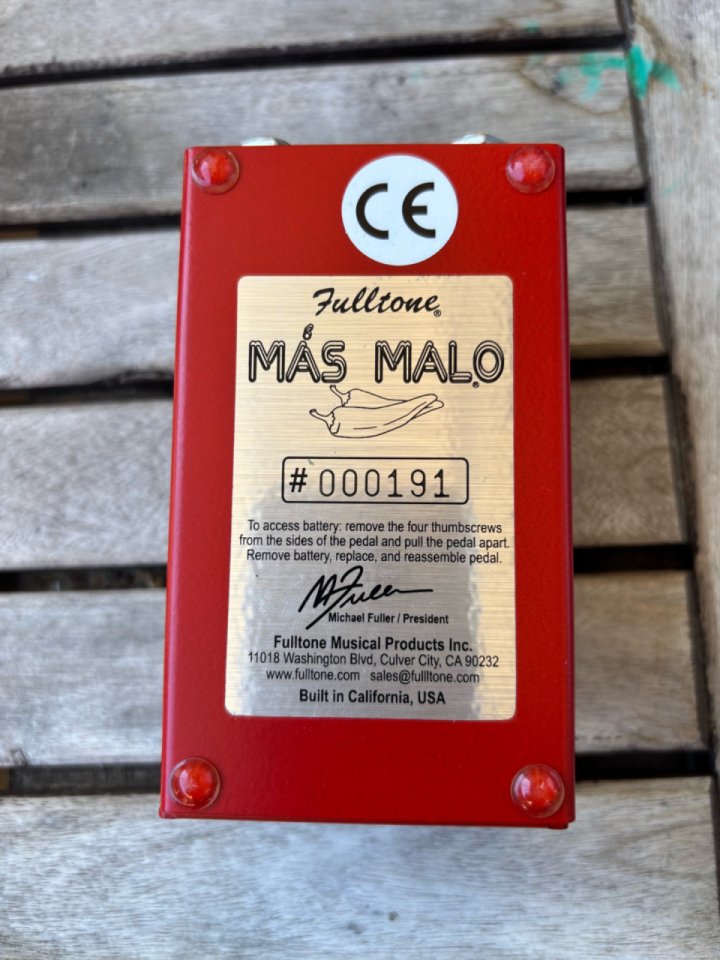 CE
Fulltone®
MÁS MALO®
#000191
To access battery: remove the four thumbscrews
from the sides of the pedal and pull the pedal apart.
Remove battery, replace, and reassemble pedal.
M Fuller
Michael Fuller / President
Fulltone Musical Products Inc.
11018 Washington Blvd, Culver City, CA 90232
www.fulltone.com sales@fullltone.com
Built in California, USA